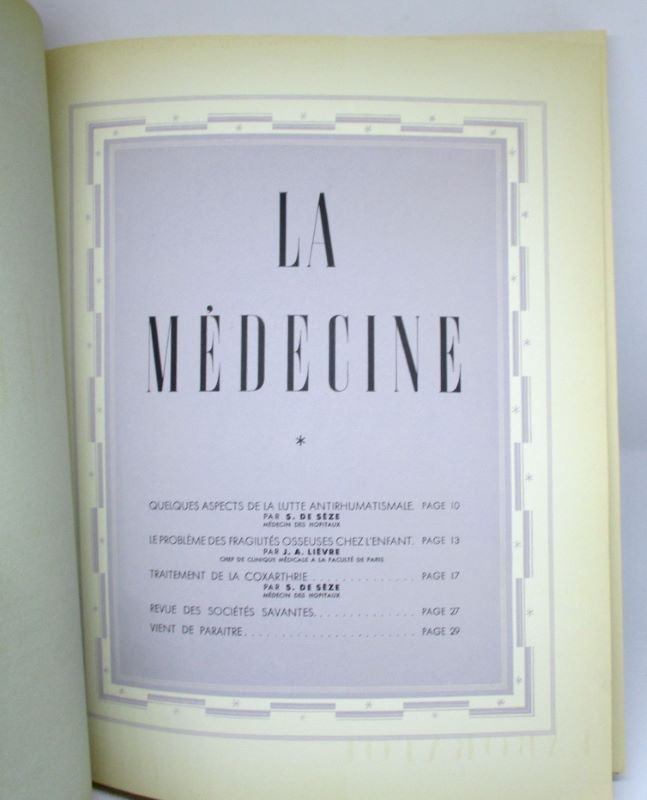 LA
MÉDECINE
*
QUELQUES ASPECTS DE LA LUTTE ANTIRHUMATISMALE. PAGE 10
PAR S. DE SÈZE
MÉDECIN DES HOPITAUX
LE PROBLÈME DES FRAGILITÉS OSSEUSES CHEZ L'ENFANT. PAGE 13
PAR J. A. LIÈVRE
CHEF DE CLINIQUE MÉDICALE A LA FACULTÉ DE PARIS
TRAITEMENT DE LA COXARTHRIE . . . . . . . . . . . . . . . PAGE 17
PAR S. DE SÈZE
MÉDECIN DES HOPITAUX
REVUE DES SOCIÉTÉS SAVANTES. . . . . . . . . . . . . . . PAGE 27
VIENT DE PARAITRE . . . . . . . . . . . . . . . . . . . . . . . . PAGE 29